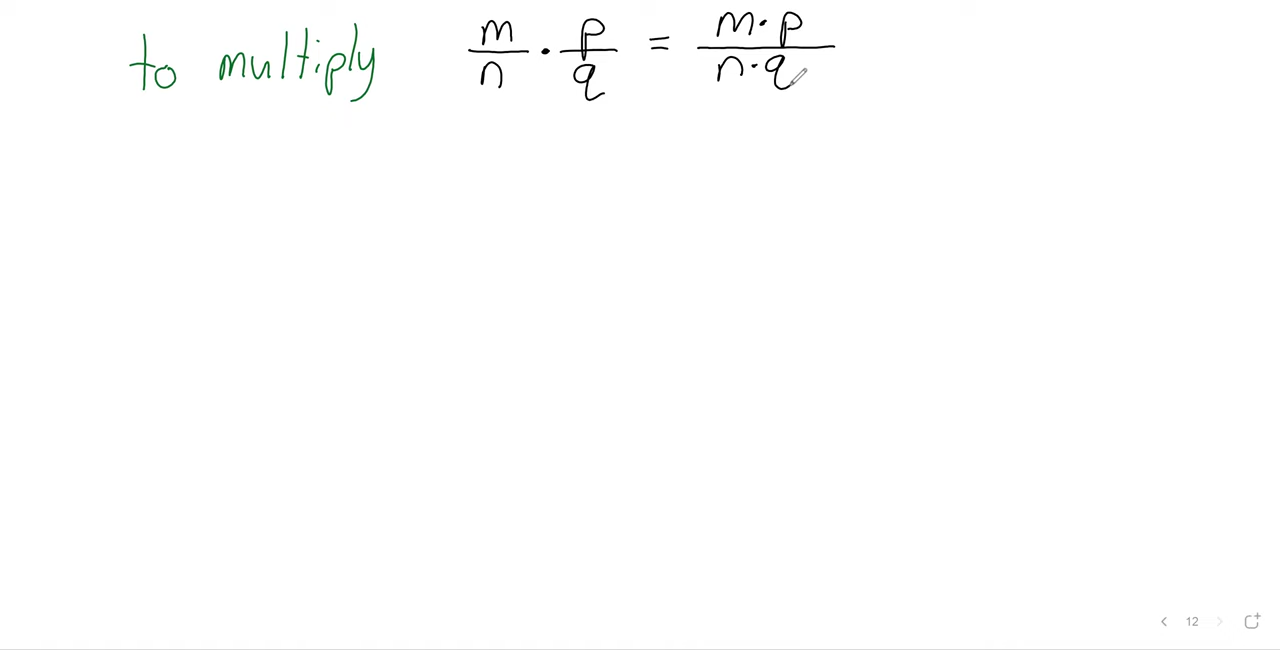 to multiply m/n · p/q = m·p/n·q
12